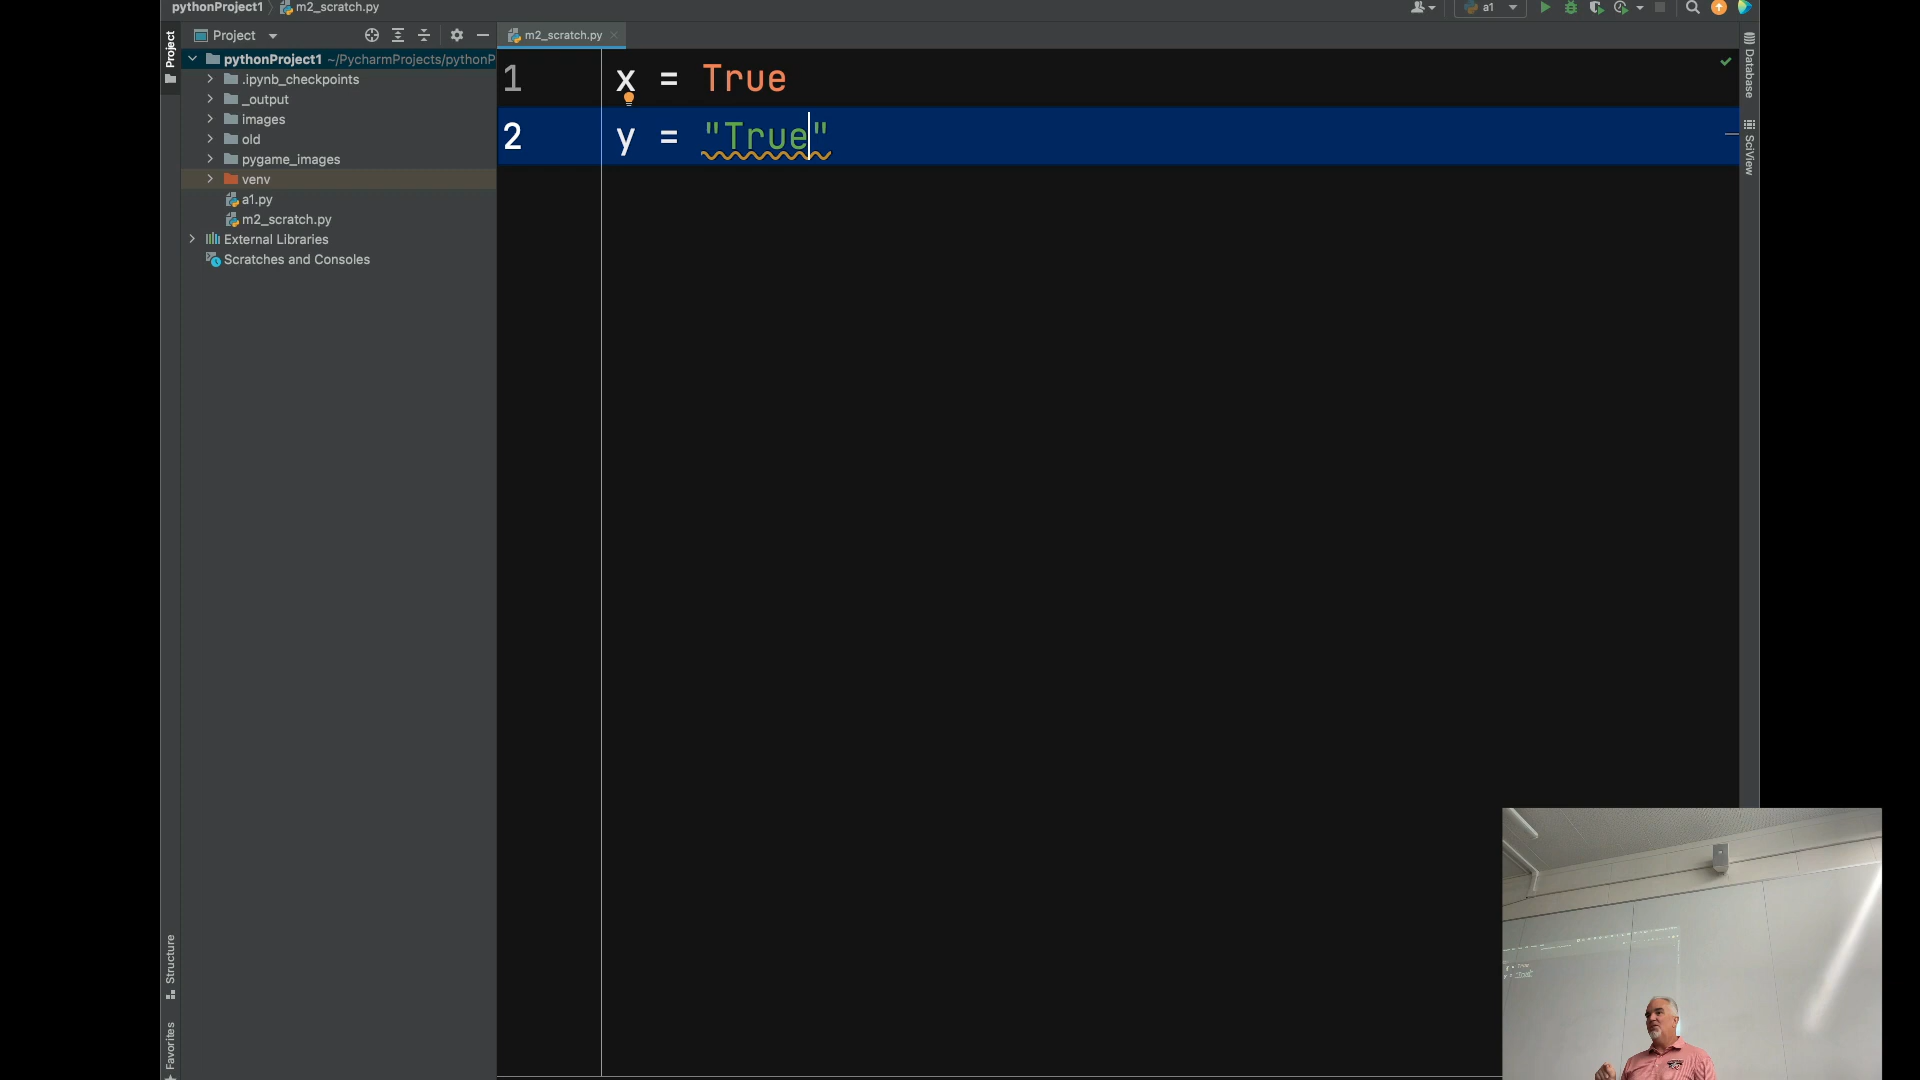 pythonProject1 m2_scratch.py
a1
Project
m2_scratch.py
pythonProject1 ~/PycharmProjects/pythonP
.ipynb_checkpoints
_output
images
old
pygame_images
venv
a1.py
m2_scratch.py
External Libraries
Scratches and Consoles
Project
Structure
Favorites
1 x = True
2 y = "True"
Database
SciView